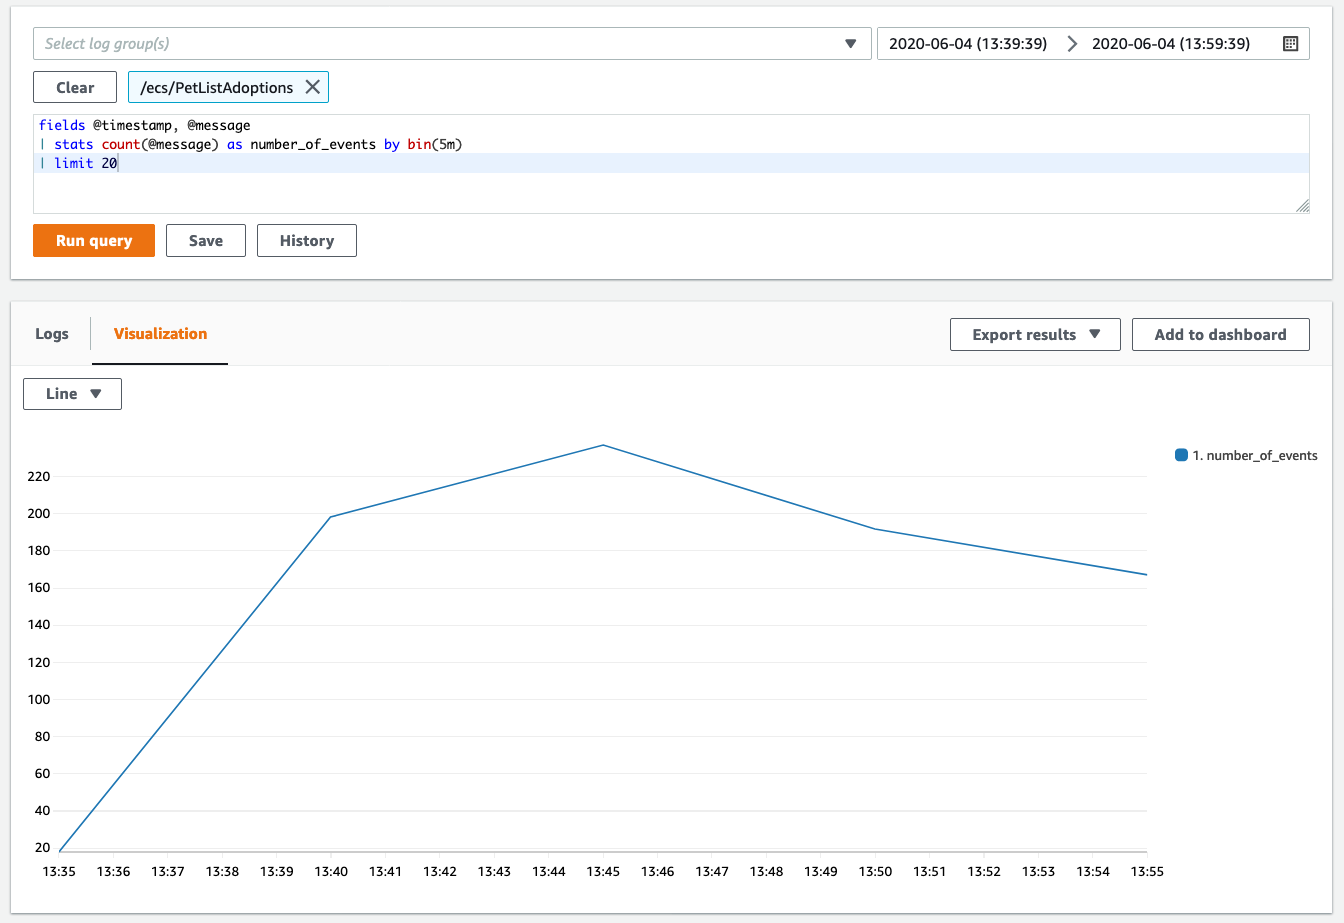 Select log group(s)
2020-06-04 (13:39:39) > 2020-06-04 (13:59:39)
Clear
/ecs/PetListAdoptions
fields @timestamp, @message
| stats count(@message) as number_of_events by bin(5m)
| limit 20
Run query
Save
History
Logs
Visualization
Export results
Add to dashboard
Line
1. number_of_events
220
200
180
160
140
120
100
80
60
40
20
13:35 13:36 13:37 13:38 13:39 13:40 13:41 13:42 13:43 13:44 13:45 13:46 13:47 13:48 13:49 13:50 13:51 13:52 13:53 13:54 13:55